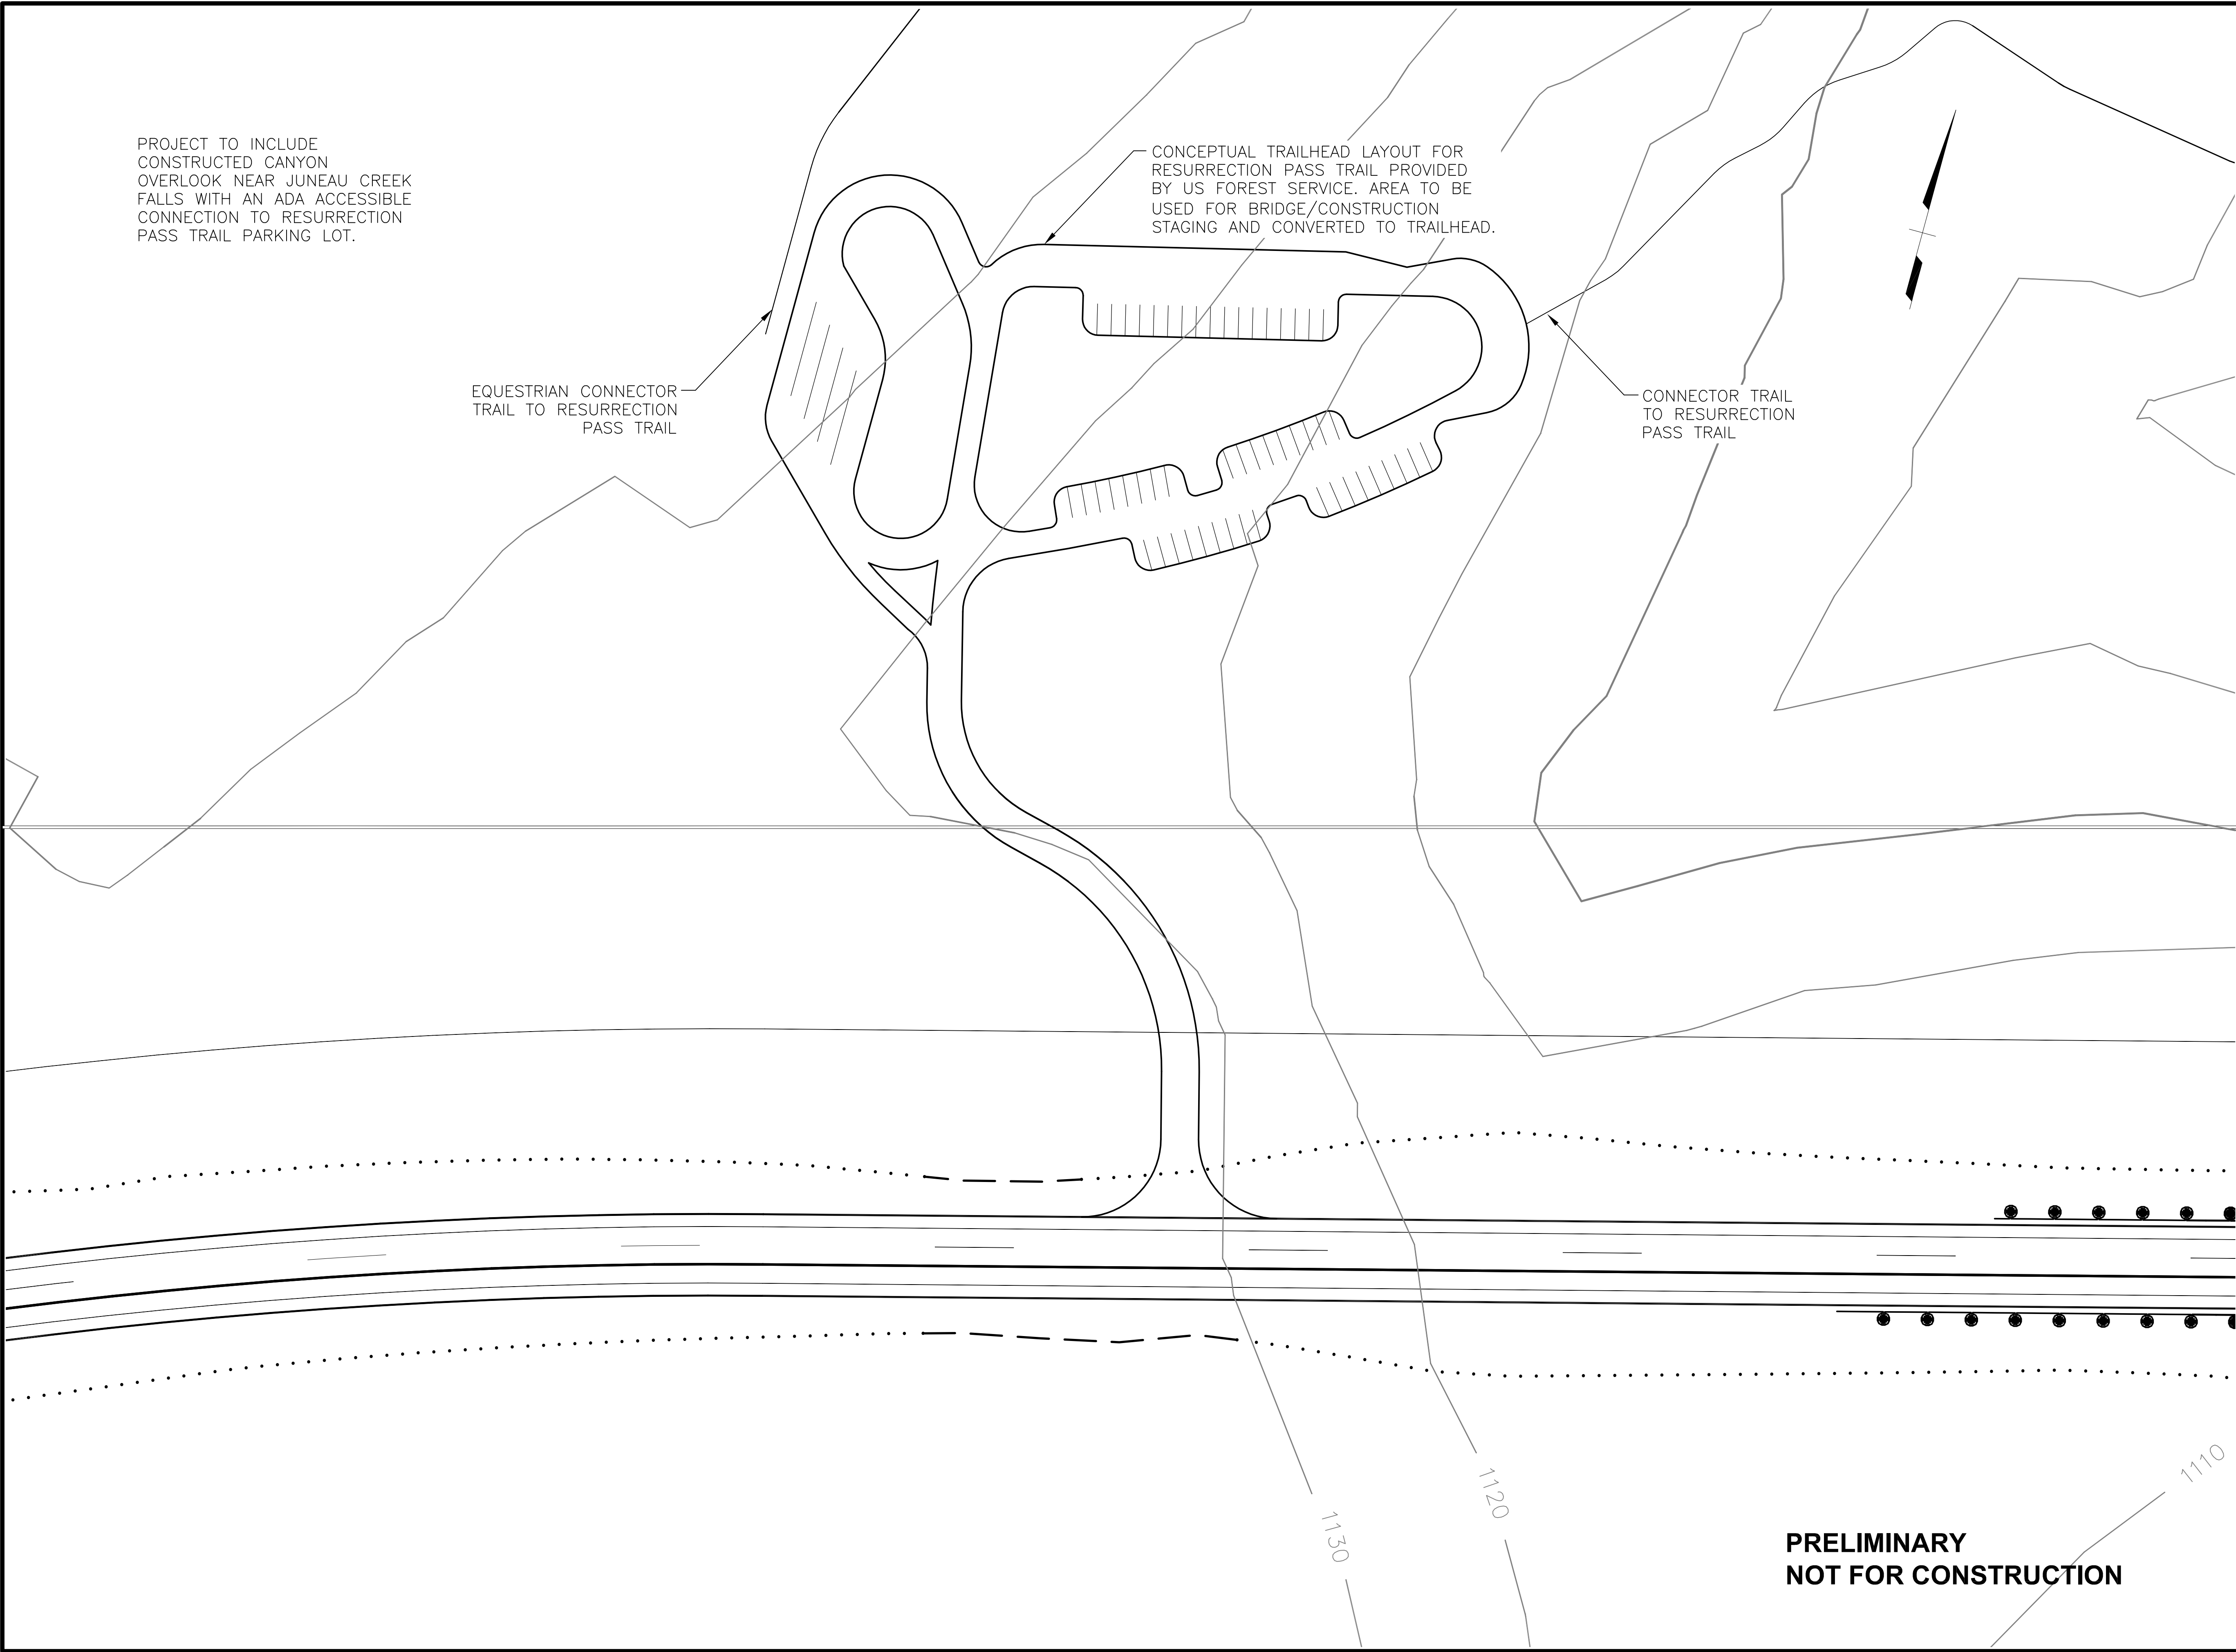 PROJECT TO INCLUDE
CONSTRUCTED CANYON
OVERLOOK NEAR JUNEAU CREEK
FALLS WITH AN ADA ACCESSIBLE
CONNECTION TO RESURRECTION
PASS TRAIL PARKING LOT.
CONCEPTUAL TRAILHEAD LAYOUT FOR
RESURRECTION PASS TRAIL PROVIDED
BY US FOREST SERVICE. AREA TO BE
USED FOR BRIDGE/CONSTRUCTION
STAGING AND CONVERTED TO TRAILHEAD.
EQUESTRIAN CONNECTOR
TRAIL TO RESURRECTION
PASS TRAIL
CONNECTOR TRAIL
TO RESURRECTION
PASS TRAIL
1130
1120
1110
PRELIMINARY
NOT FOR CONSTRUCTION